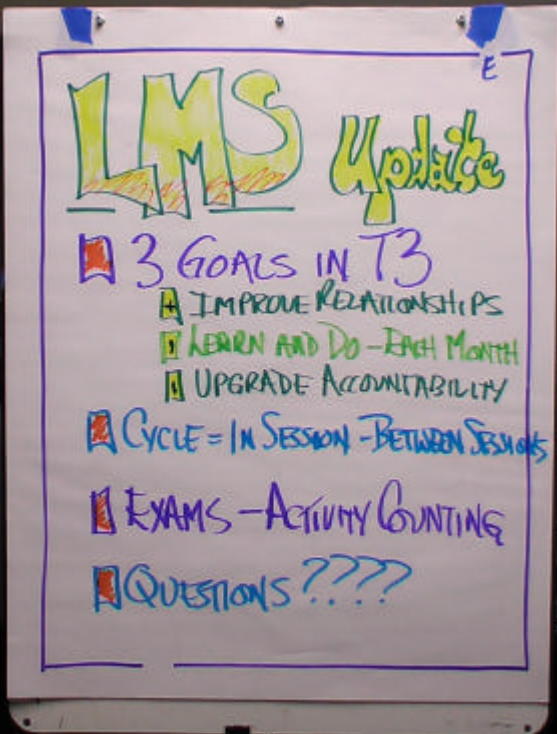 E
LMS Update
3 GOALS IN T3
IMPROVE RELATIONSHIPS
LEARN AND DO - EACH MONTH
UPGRADE ACCOUNTABILITY
CYCLE = IN SESSION - BETWEEN SESSIONS
EXAMS - ACTIVITY COUNTING
QUESTIONS ????